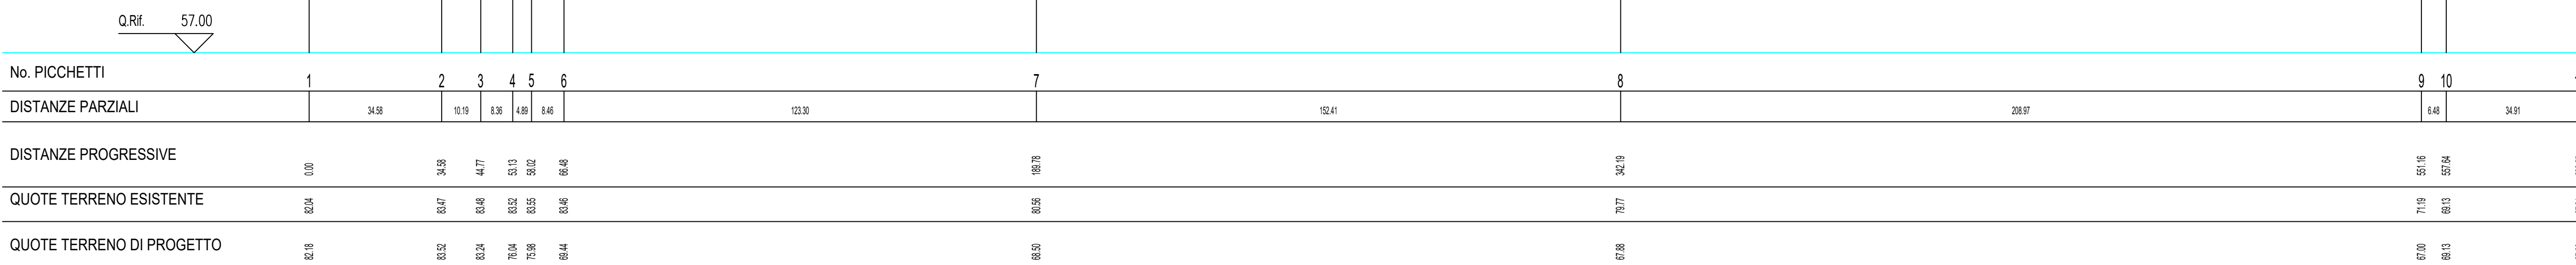 Q.Rif. 57.00
No. PICCHETTI 1 2 3 4 5 6 7 8 9 10
DISTANZE PARZIALI 34.58 10.19 8.36 4.89 8.46 123.30 152.41 208.97 6.48 34.91
DISTANZE PROGRESSIVE 0.00 34.58 44.77 53.13 58.02 66.48 189.78 342.19 551.16 557.64
QUOTE TERRENO ESISTENTE 82.04 83.47 83.48 83.52 83.55 83.46 80.56 79.77 71.19 69.13
QUOTE TERRENO DI PROGETTO 82.18 83.52 83.24 76.04 75.98 69.44 68.50 67.88 67.00 69.13